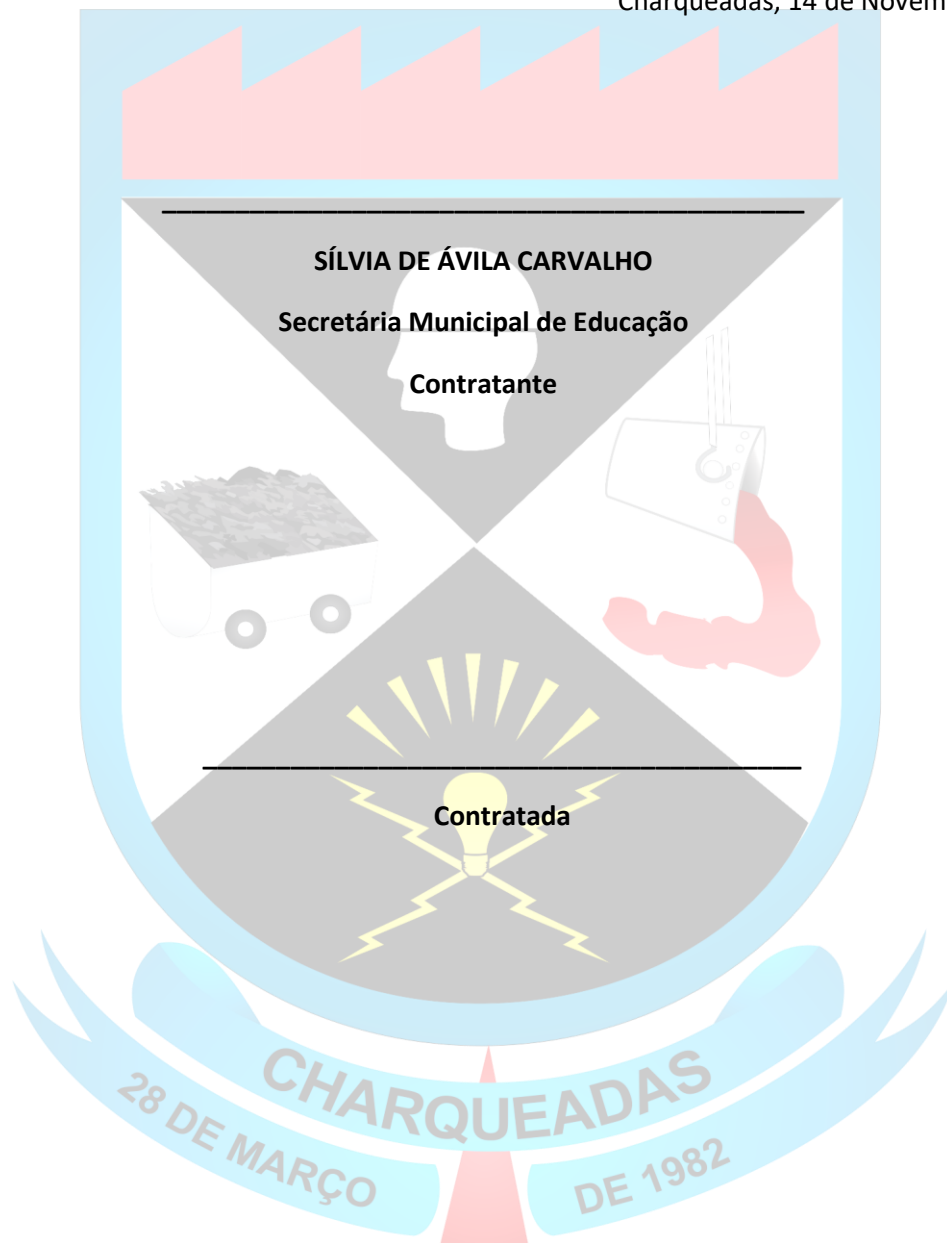 Charqueadas, 14 de Novem
SÍLVIA DE ÁVILA CARVALHO
Secretária Municipal de Educação
Contratante
Contratada
CHARQUEADAS
28 DE MARÇO DE 1982